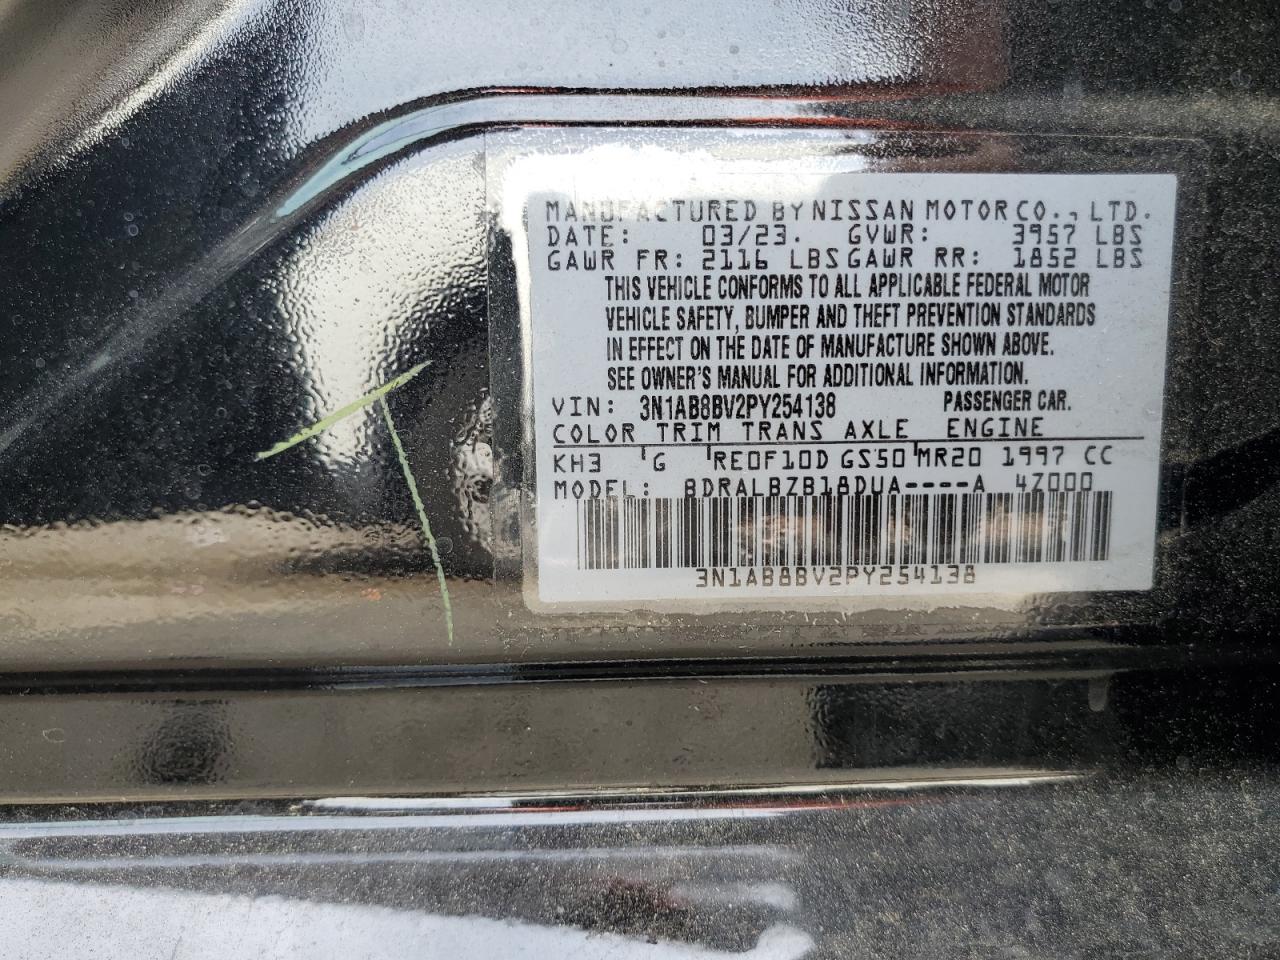 MANUFACTURED BY NISSAN MOTOR CO., LTD.
DATE: 03/23. GVWR: 3957 LBS
GAWR FR: 2116 LBS GAWR RR: 1852 LBS
THIS VEHICLE CONFORMS TO ALL APPLICABLE FEDERAL MOTOR
VEHICLE SAFETY, BUMPER AND THEFT PREVENTION STANDARDS
IN EFFECT ON THE DATE OF MANUFACTURE SHOWN ABOVE.
SEE OWNER'S MANUAL FOR ADDITIONAL INFORMATION.
VIN: 3N1AB8BV2PY254138 PASSENGER CAR.
COLOR TRIM TRANS AXLE ENGINE
KH3 G RE0F10D GS50 MR20 1997 CC
MODEL: BDRALBZB18DUA----A 4Z000
3N1AB8BV2PY254138